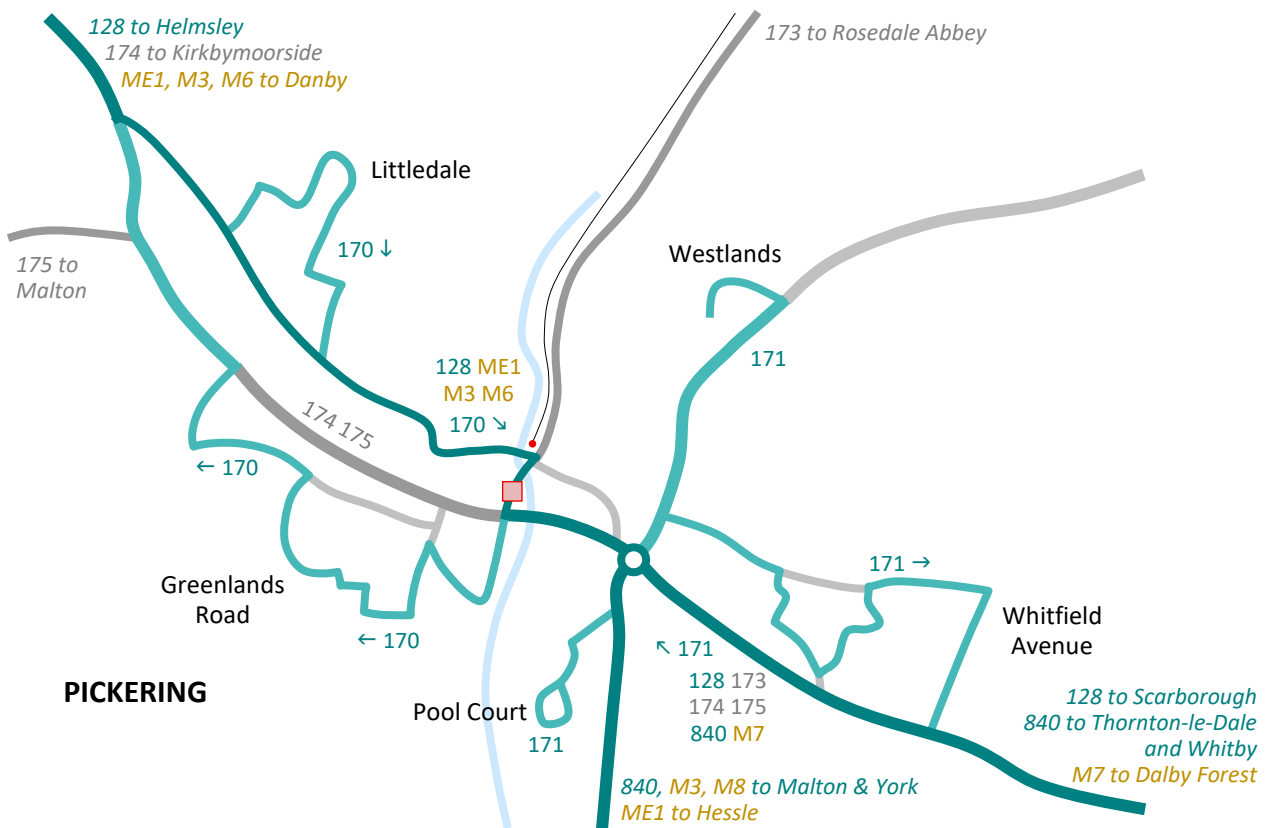 128 to Helmsley
174 to Kirkbymoorside
ME1, M3, M6 to Danby
173 to Rosedale Abbey
Littledale
170 ↓
Westlands
175 to
Malton
171
128 ME1
M3 M6
170 ↘
174 175
← 170
Greenlands
Road
← 170
171 →
Whitfield
Avenue
↖ 171
128 173
174 175
840 M7
PICKERING
Pool Court
171
128 to Scarborough
840 to Thornton-le-Dale
and Whitby
M7 to Dalby Forest
840, M3, M8 to Malton & York
ME1 to Hessle